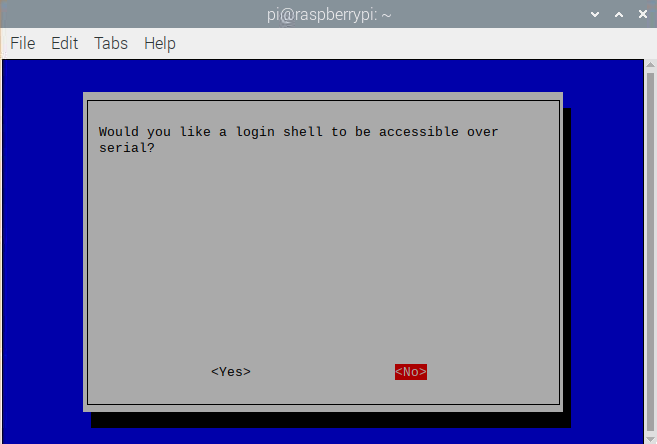 pi@raspberrypi: ~
File Edit Tabs Help
Would you like a login shell to be accessible over
serial?
<Yes> <No>